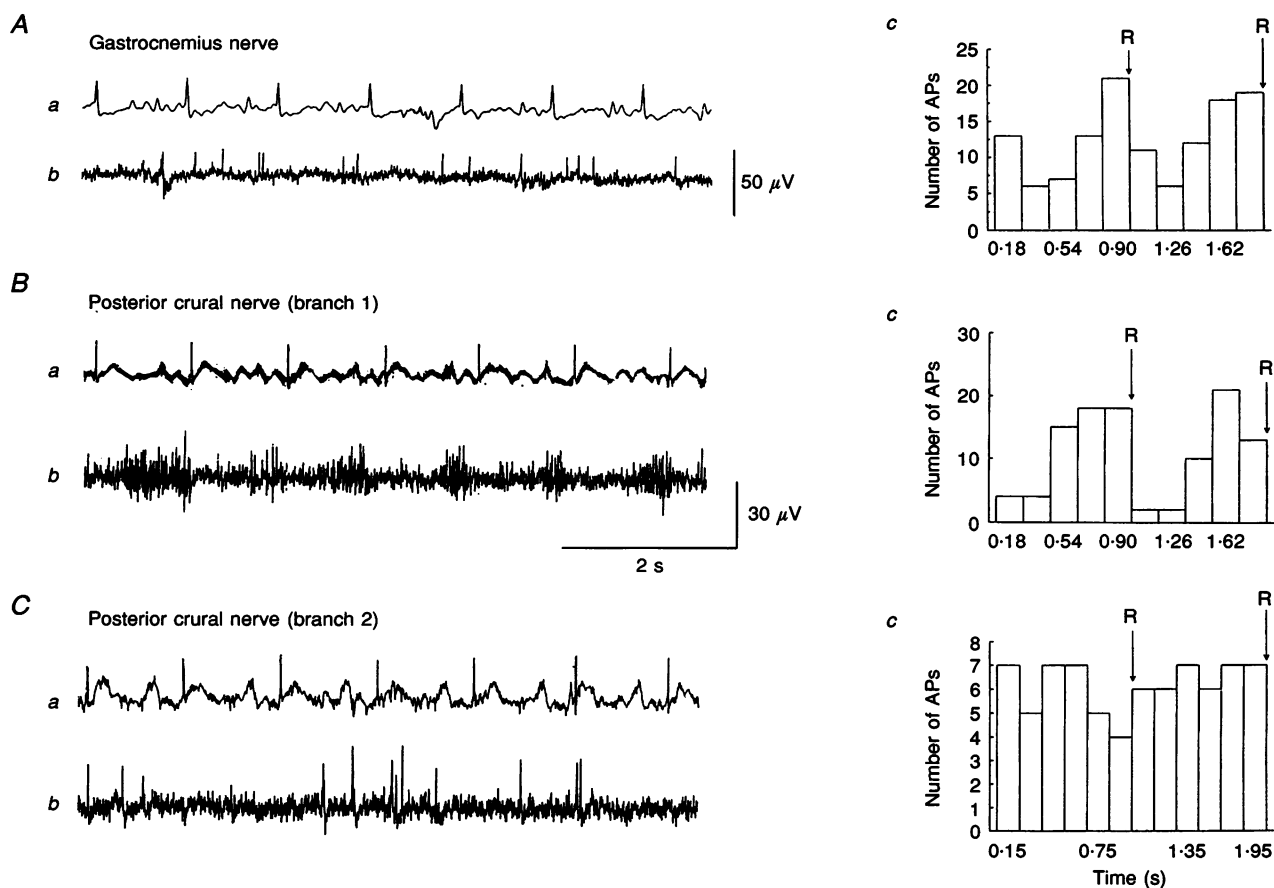 A
Gastrocnemius nerve
a
b
50 μV
c
R
R
Number of APs
25
20
15
10
5
0
0·18 0·54 0·90 1·26 1·62
B
Posterior crural nerve (branch 1)
a
b
30 μV
2 s
c
R
R
Number of APs
30
20
10
0
0·18 0·54 0·90 1·26 1·62
C
Posterior crural nerve (branch 2)
a
b
c
R
R
Number of APs
8
7
6
5
4
3
2
1
0
0·15 0·75 1·35 1·95
Time (s)